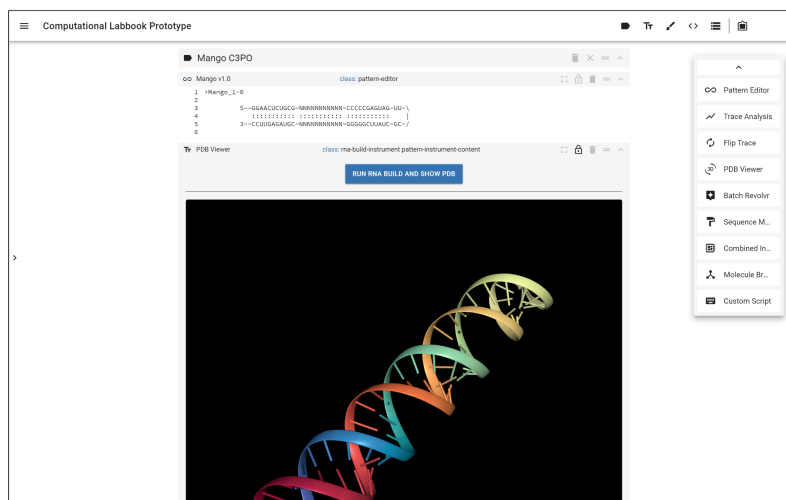 Computational Labbook Prototype
Mango C3PO
Mango v1.0 class: pattern-editor
1 >Mango_1-0
2
3 5--GGAACUCUGCG-NNNNNNNNNNN-CCCCCGAGUAG-UU-\
4 ::::::::::: ::::::::::: ::::::::::: |
5 3--CCUUGAGAUGC-NNNNNNNNNNN-GGGGGCUUAUC-GC-/
6
Tт PDB Viewer class: rna-build-instrument pattern-instrument-content
RUN RNA BUILD AND SHOW PDB
Pattern Editor
Trace Analysis
Flip Trace
3D PDB Viewer
Batch Revolvr
Sequence M...
Combined In...
Molecule Br...
Custom Script